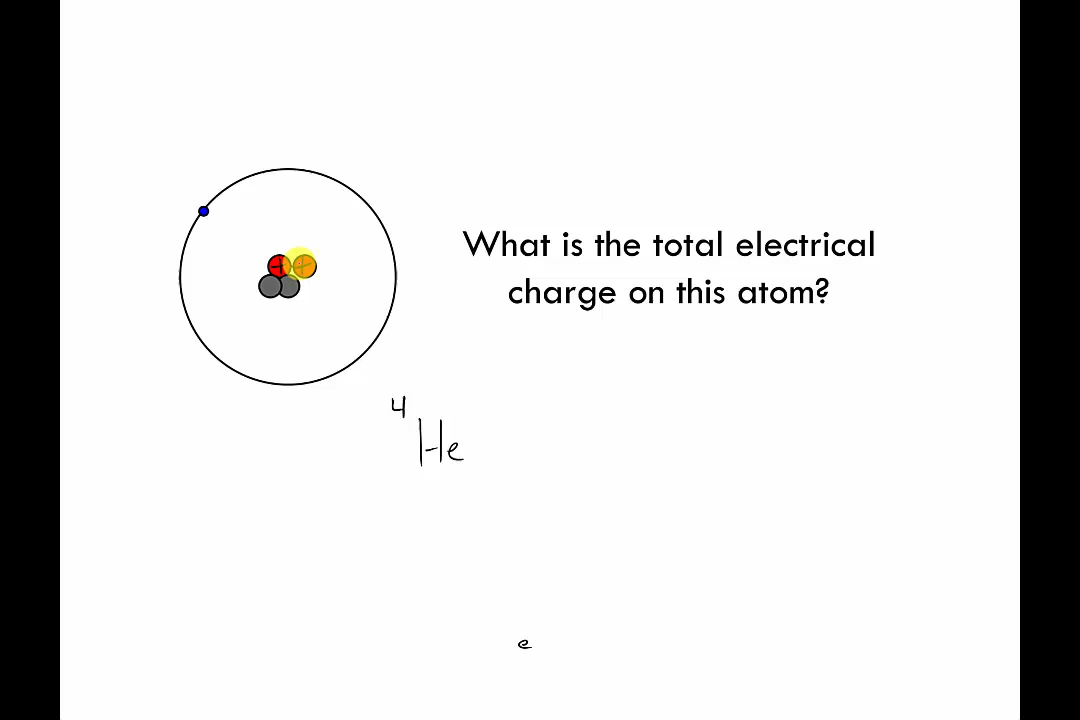 + +
What is the total electrical
charge on this atom?
4
He
e